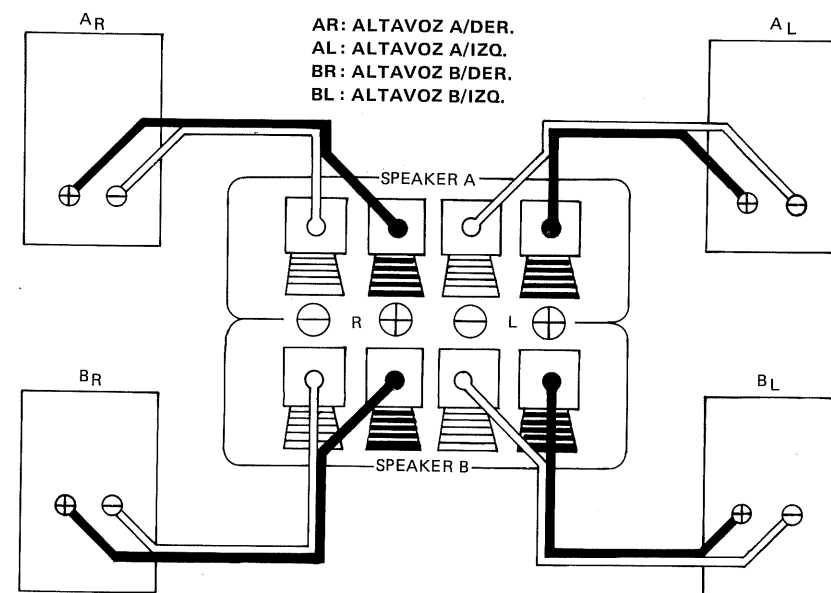 AR
AL
AR: ALTAVOZ A/DER.
AL: ALTAVOZ A/IZQ.
BR: ALTAVOZ B/DER.
BL: ALTAVOZ B/IZQ.
SPEAKER A
R
L
BR
BL
SPEAKER B